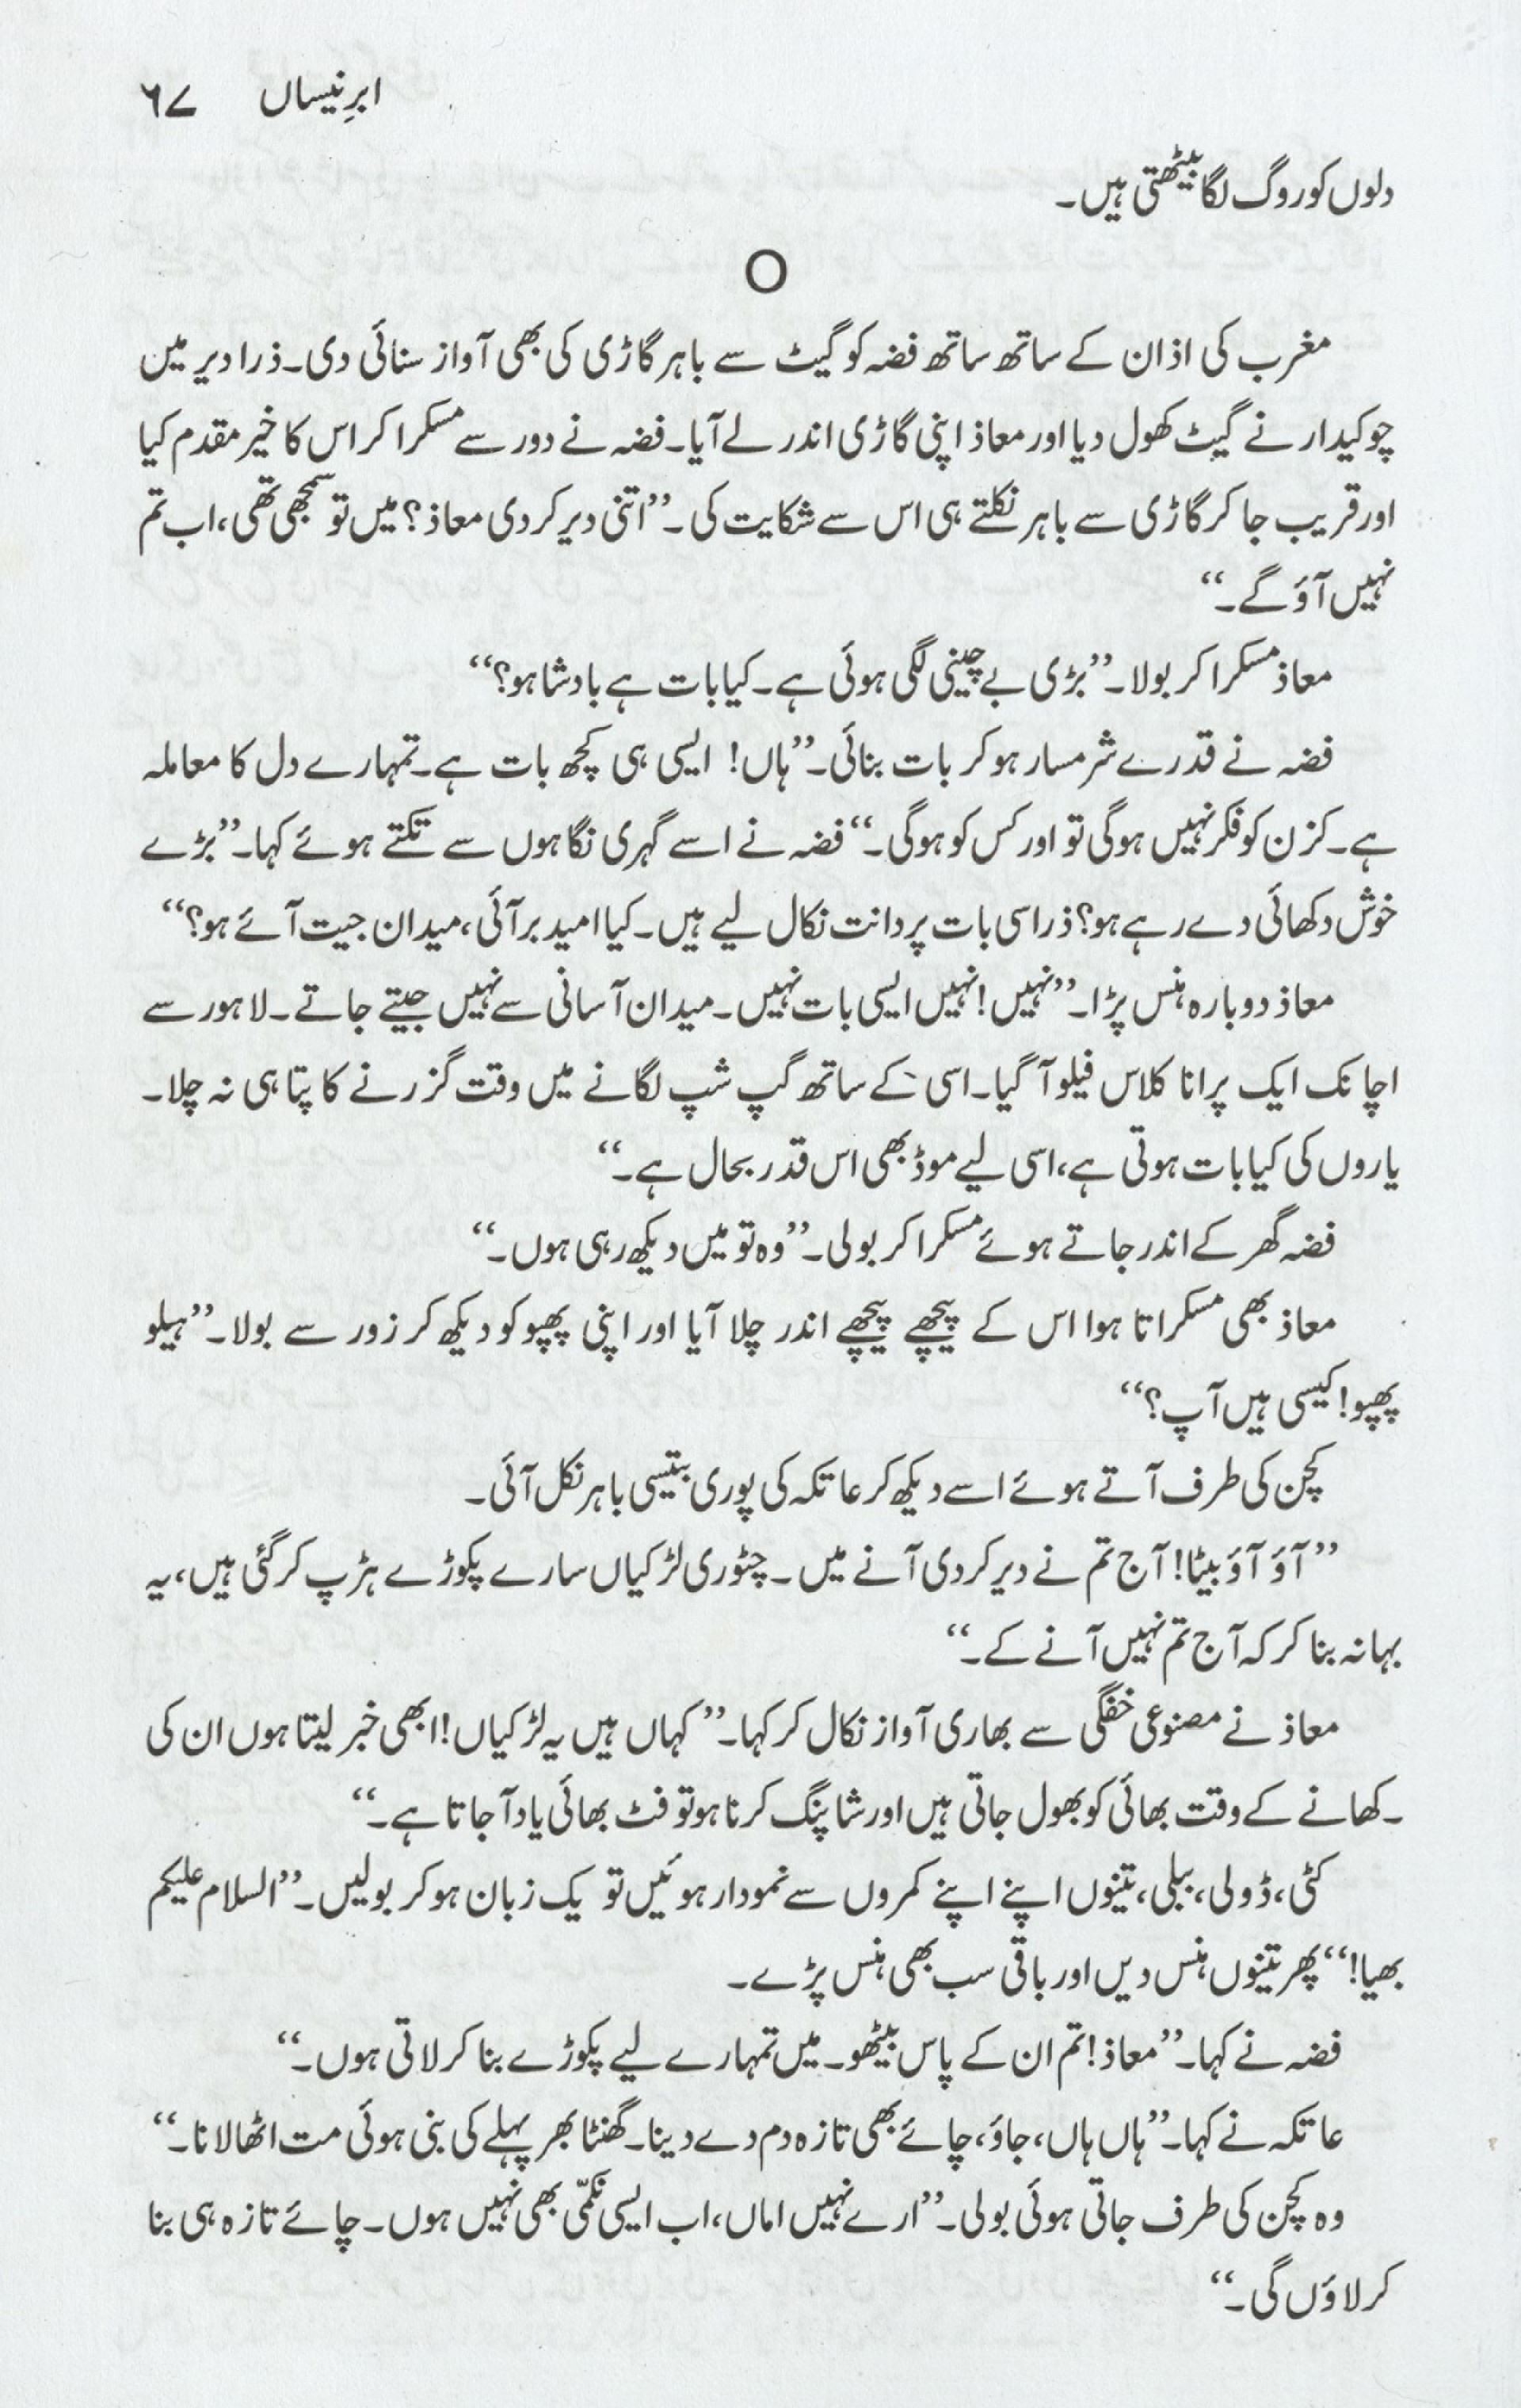 ابرِ نیساں ۶۷
دلوں کو روگ لگا بیٹھتی ہیں۔
O
مغرب کی اذان کے ساتھ ساتھ فضہ کو گیٹ سے باہر گاڑی کی بھی آواز سنائی دی۔ ذرا دیر میں
چوکیدار نے گیٹ کھول دیا اور معاذ اپنی گاڑی اندر لے آیا۔ فضہ نے دور سے مسکرا کر اس کا خیر مقدم کیا
اور قریب جا کر گاڑی سے باہر نکلتے ہی اس سے شکایت کی۔ ”اتنی دیر کر دی معاذ؟ میں تو سمجھی تھی، اب تم
نہیں آؤ گے۔“
معاذ مسکرا کر بولا۔ ”بڑی بے چینی لگی ہوئی ہے۔ کیا بات ہے بادشاہو؟“
فضہ نے قدرے شرمسار ہو کر بات بنائی۔ ”ہاں! ایسی ہی کچھ بات ہے۔ تمہارے دل کا معاملہ
ہے۔ کزن کو فکر نہیں ہوگی تو اور کس کو ہوگی۔“ فضہ نے اسے گہری نگاہوں سے تکتے ہوئے کہا۔ ”بڑے
خوش دکھائی دے رہے ہو؟ ذرا سی بات پر دانت نکال لیے ہیں۔ کیا امید بر آئی، میدان جیت آئے ہو؟“
معاذ دوبارہ ہنس پڑا۔ ”نہیں! نہیں ایسی بات نہیں۔ میدان آسانی سے نہیں جیتے جاتے۔ لاہور سے
اچانک ایک پرانا کلاس فیلو آ گیا۔ اسی کے ساتھ گپ شپ لگانے میں وقت گزرنے کا پتا ہی نہ چلا۔
یاروں کی کیا بات ہوتی ہے، اسی لیے موڈ بھی اس قدر بحال ہے۔“
فضہ گھر کے اندر جاتے ہوئے مسکرا کر بولی۔ ”وہ تو میں دیکھ رہی ہوں۔“
معاذ بھی مسکراتا ہوا اس کے پیچھے پیچھے اندر چلا آیا اور اپنی پھپو کو دیکھ کر زور سے بولا۔ ”ہیلو
پھپو! کیسی ہیں آپ؟“
کچن کی طرف آتے ہوئے اسے دیکھ کر عاتکہ کی پوری بتیسی باہر نکل آئی۔
”آؤ آؤ بیٹا! آج تم نے دیر کر دی آنے میں۔ چٹوری لڑکیاں سارے پکوڑے ہڑپ کر گئی ہیں، یہ
بہانہ بنا کر کہ آج تم نہیں آنے کے۔“
معاذ نے مصنوعی خفگی سے بھاری آواز نکال کر کہا۔ ”کہاں ہیں یہ لڑکیاں! ابھی خبر لیتا ہوں ان کی
۔ کھانے کے وقت بھائی کو بھول جاتی ہیں اور شاپنگ کرنا ہو تو فٹ بھائی یاد آ جاتا ہے۔“
کٹی، ڈولی، ببلی، تینوں اپنے اپنے کمروں سے نمودار ہوئیں تو یک زبان ہو کر بولیں۔ ”السلام علیکم
بھیا!“ پھر تینوں ہنس دیں اور باقی سب بھی ہنس پڑے۔
فضہ نے کہا۔ ”معاذ! تم ان کے پاس بیٹھو۔ میں تمہارے لیے پکوڑے بنا کر لاتی ہوں۔“
عاتکہ نے کہا۔ ”ہاں ہاں، جاؤ، چائے بھی تازہ دم دے دینا۔ گھنٹا بھر پہلے کی بنی ہوئی مت اٹھا لانا۔“
وہ کچن کی طرف جاتی ہوئی بولی۔ ”ارے نہیں اماں، اب ایسی نکمّی بھی نہیں ہوں۔ چائے تازہ ہی بنا
کر لاؤں گی۔“